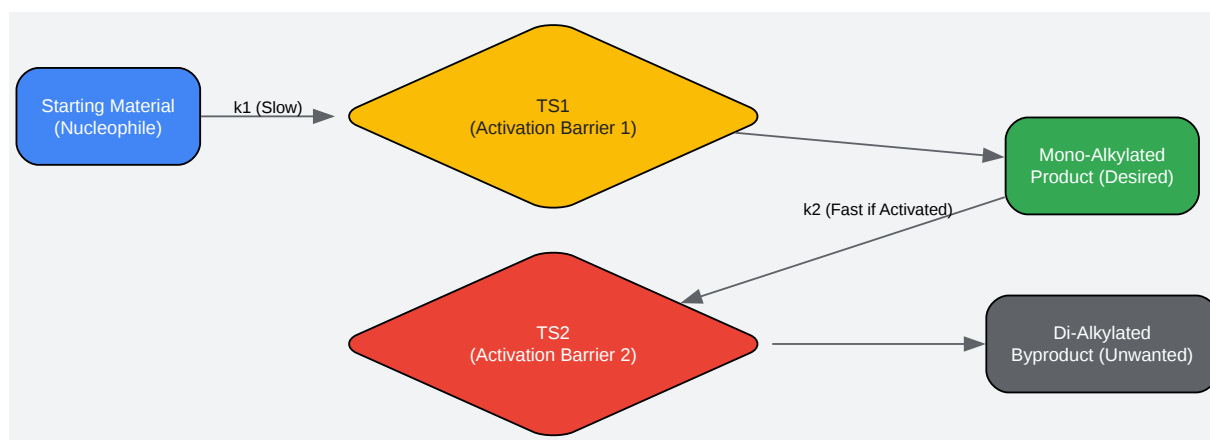 Starting Material
(Nucleophile)
k1 (Slow)
TS1
(Activation Barrier 1)
Mono-Alkylated
Product (Desired)
k2 (Fast if Activated)
TS2
(Activation Barrier 2)
Di-Alkylated
Byproduct (Unwanted)